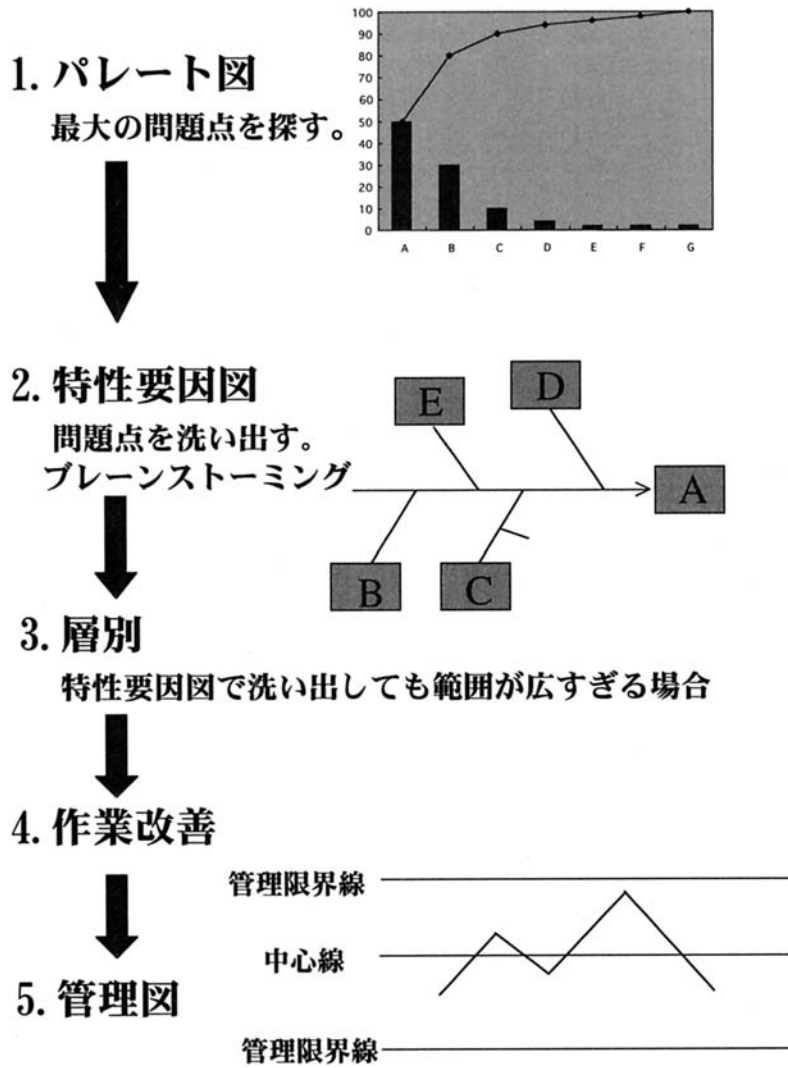 1. パレート図
最大の問題点を探す。
100
90
80
70
60
50
40
30
20
10
0
A B C D E F G
2. 特性要因図
問題点を洗い出す。
ブレーンストーミング
E
D
A
B
C
3. 層別
特性要因図で洗い出しても範囲が広すぎる場合
4. 作業改善
管理限界線
中心線
5. 管理図
管理限界線